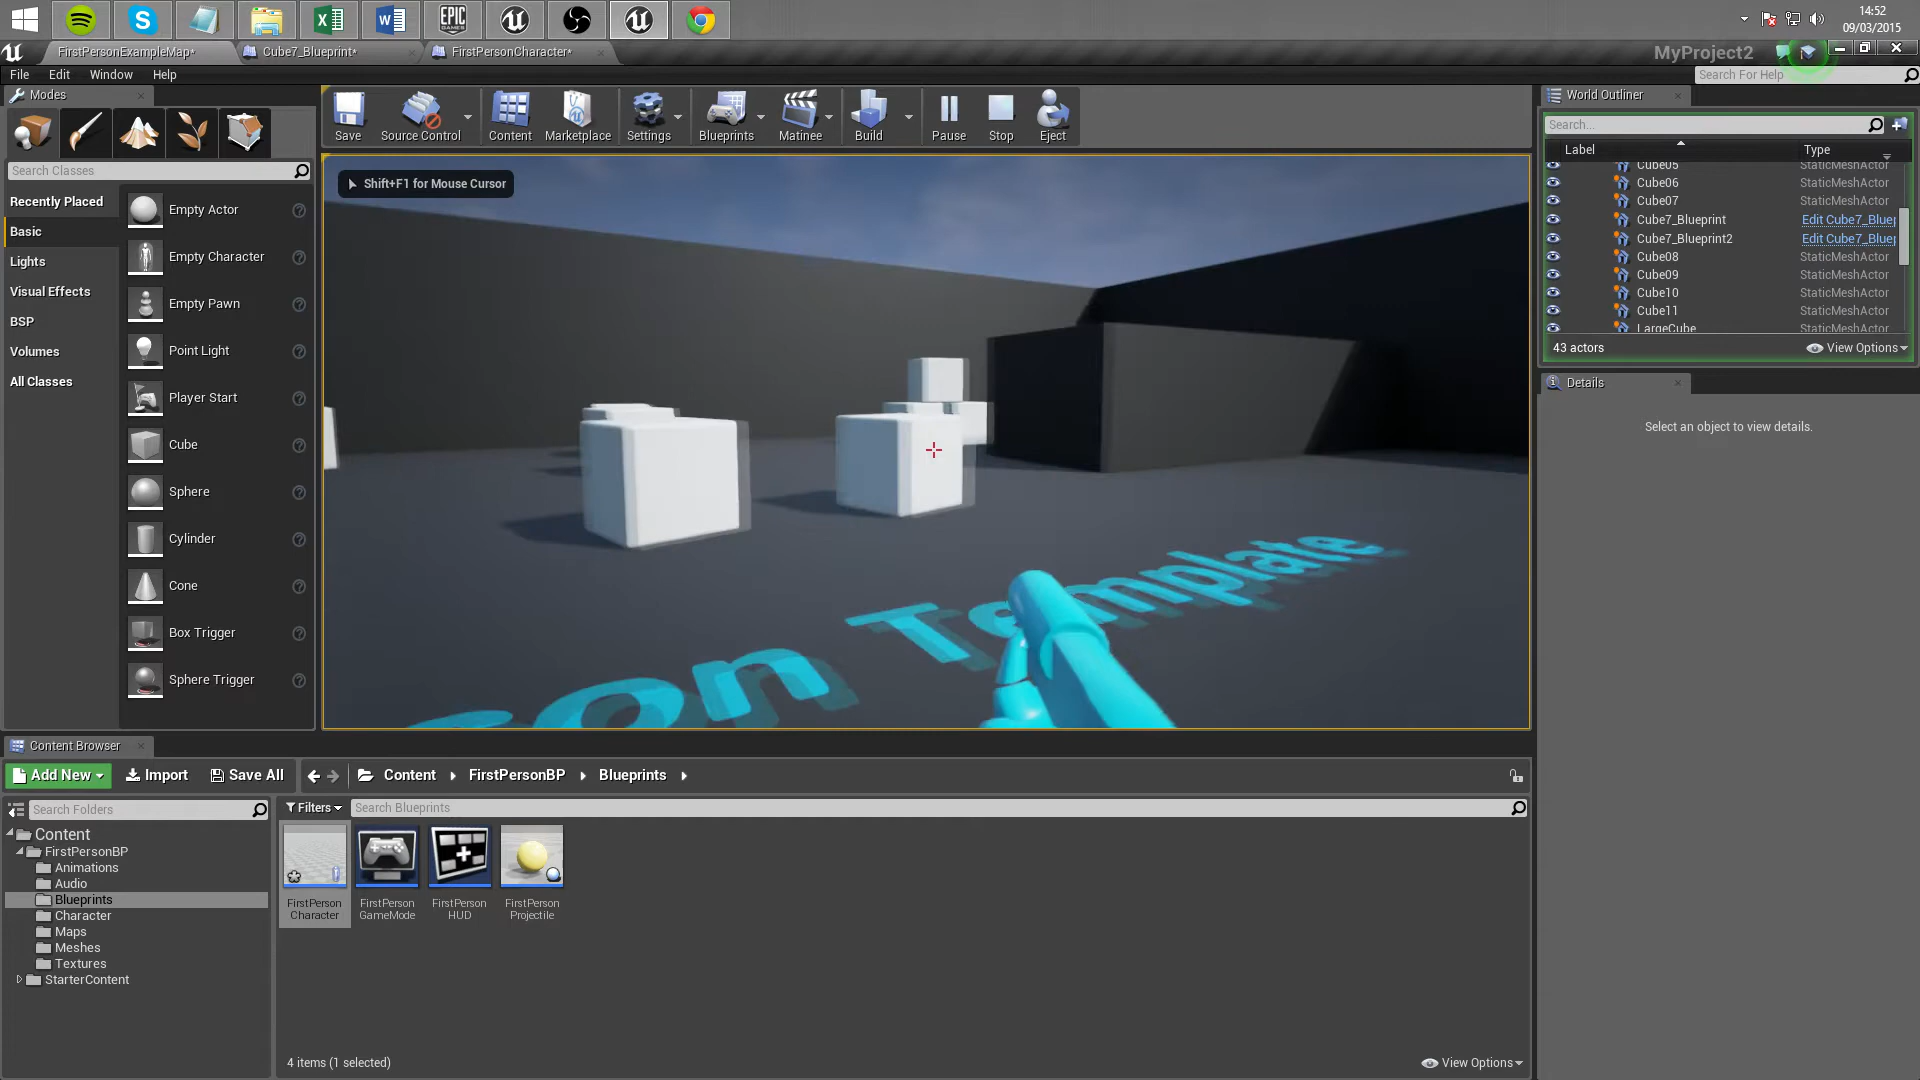 14:52
09/03/2015
EPIC GAMES
FirstPersonExampleMap*
Cube7_Blueprint*
FirstPersonCharacter*
MyProject2
File
Edit
Window
Help
Search For Help
Modes
Search Classes
Recently Placed
Basic
Lights
Visual Effects
BSP
Volumes
All Classes
Empty Actor
Empty Character
Empty Pawn
Point Light
Player Start
Cube
Sphere
Cylinder
Cone
Box Trigger
Sphere Trigger
Save
Source Control
Content
Marketplace
Settings
Blueprints
Matinee
Build
Pause
Stop
Eject
Shift+F1 for Mouse Cursor
son Template
World Outliner
Search...
Label
Type
Cube05
StaticMeshActor
Cube06
StaticMeshActor
Cube07
StaticMeshActor
Cube7_Blueprint
Edit Cube7_Bluep
Cube7_Blueprint2
Edit Cube7_Bluep
Cube08
StaticMeshActor
Cube09
StaticMeshActor
Cube10
StaticMeshActor
Cube11
StaticMeshActor
LargeCube
StaticMeshActor
43 actors
View Options
Details
Select an object to view details.
Content Browser
Add New
Import
Save All
Content
FirstPersonBP
Blueprints
Search Folders
Filters
Search Blueprints
Content
FirstPersonBP
Animations
Audio
Blueprints
Character
Maps
Meshes
Textures
StarterContent
FirstPerson
Character
FirstPerson
GameMode
FirstPerson
HUD
FirstPerson
Projectile
4 items (1 selected)
View Options